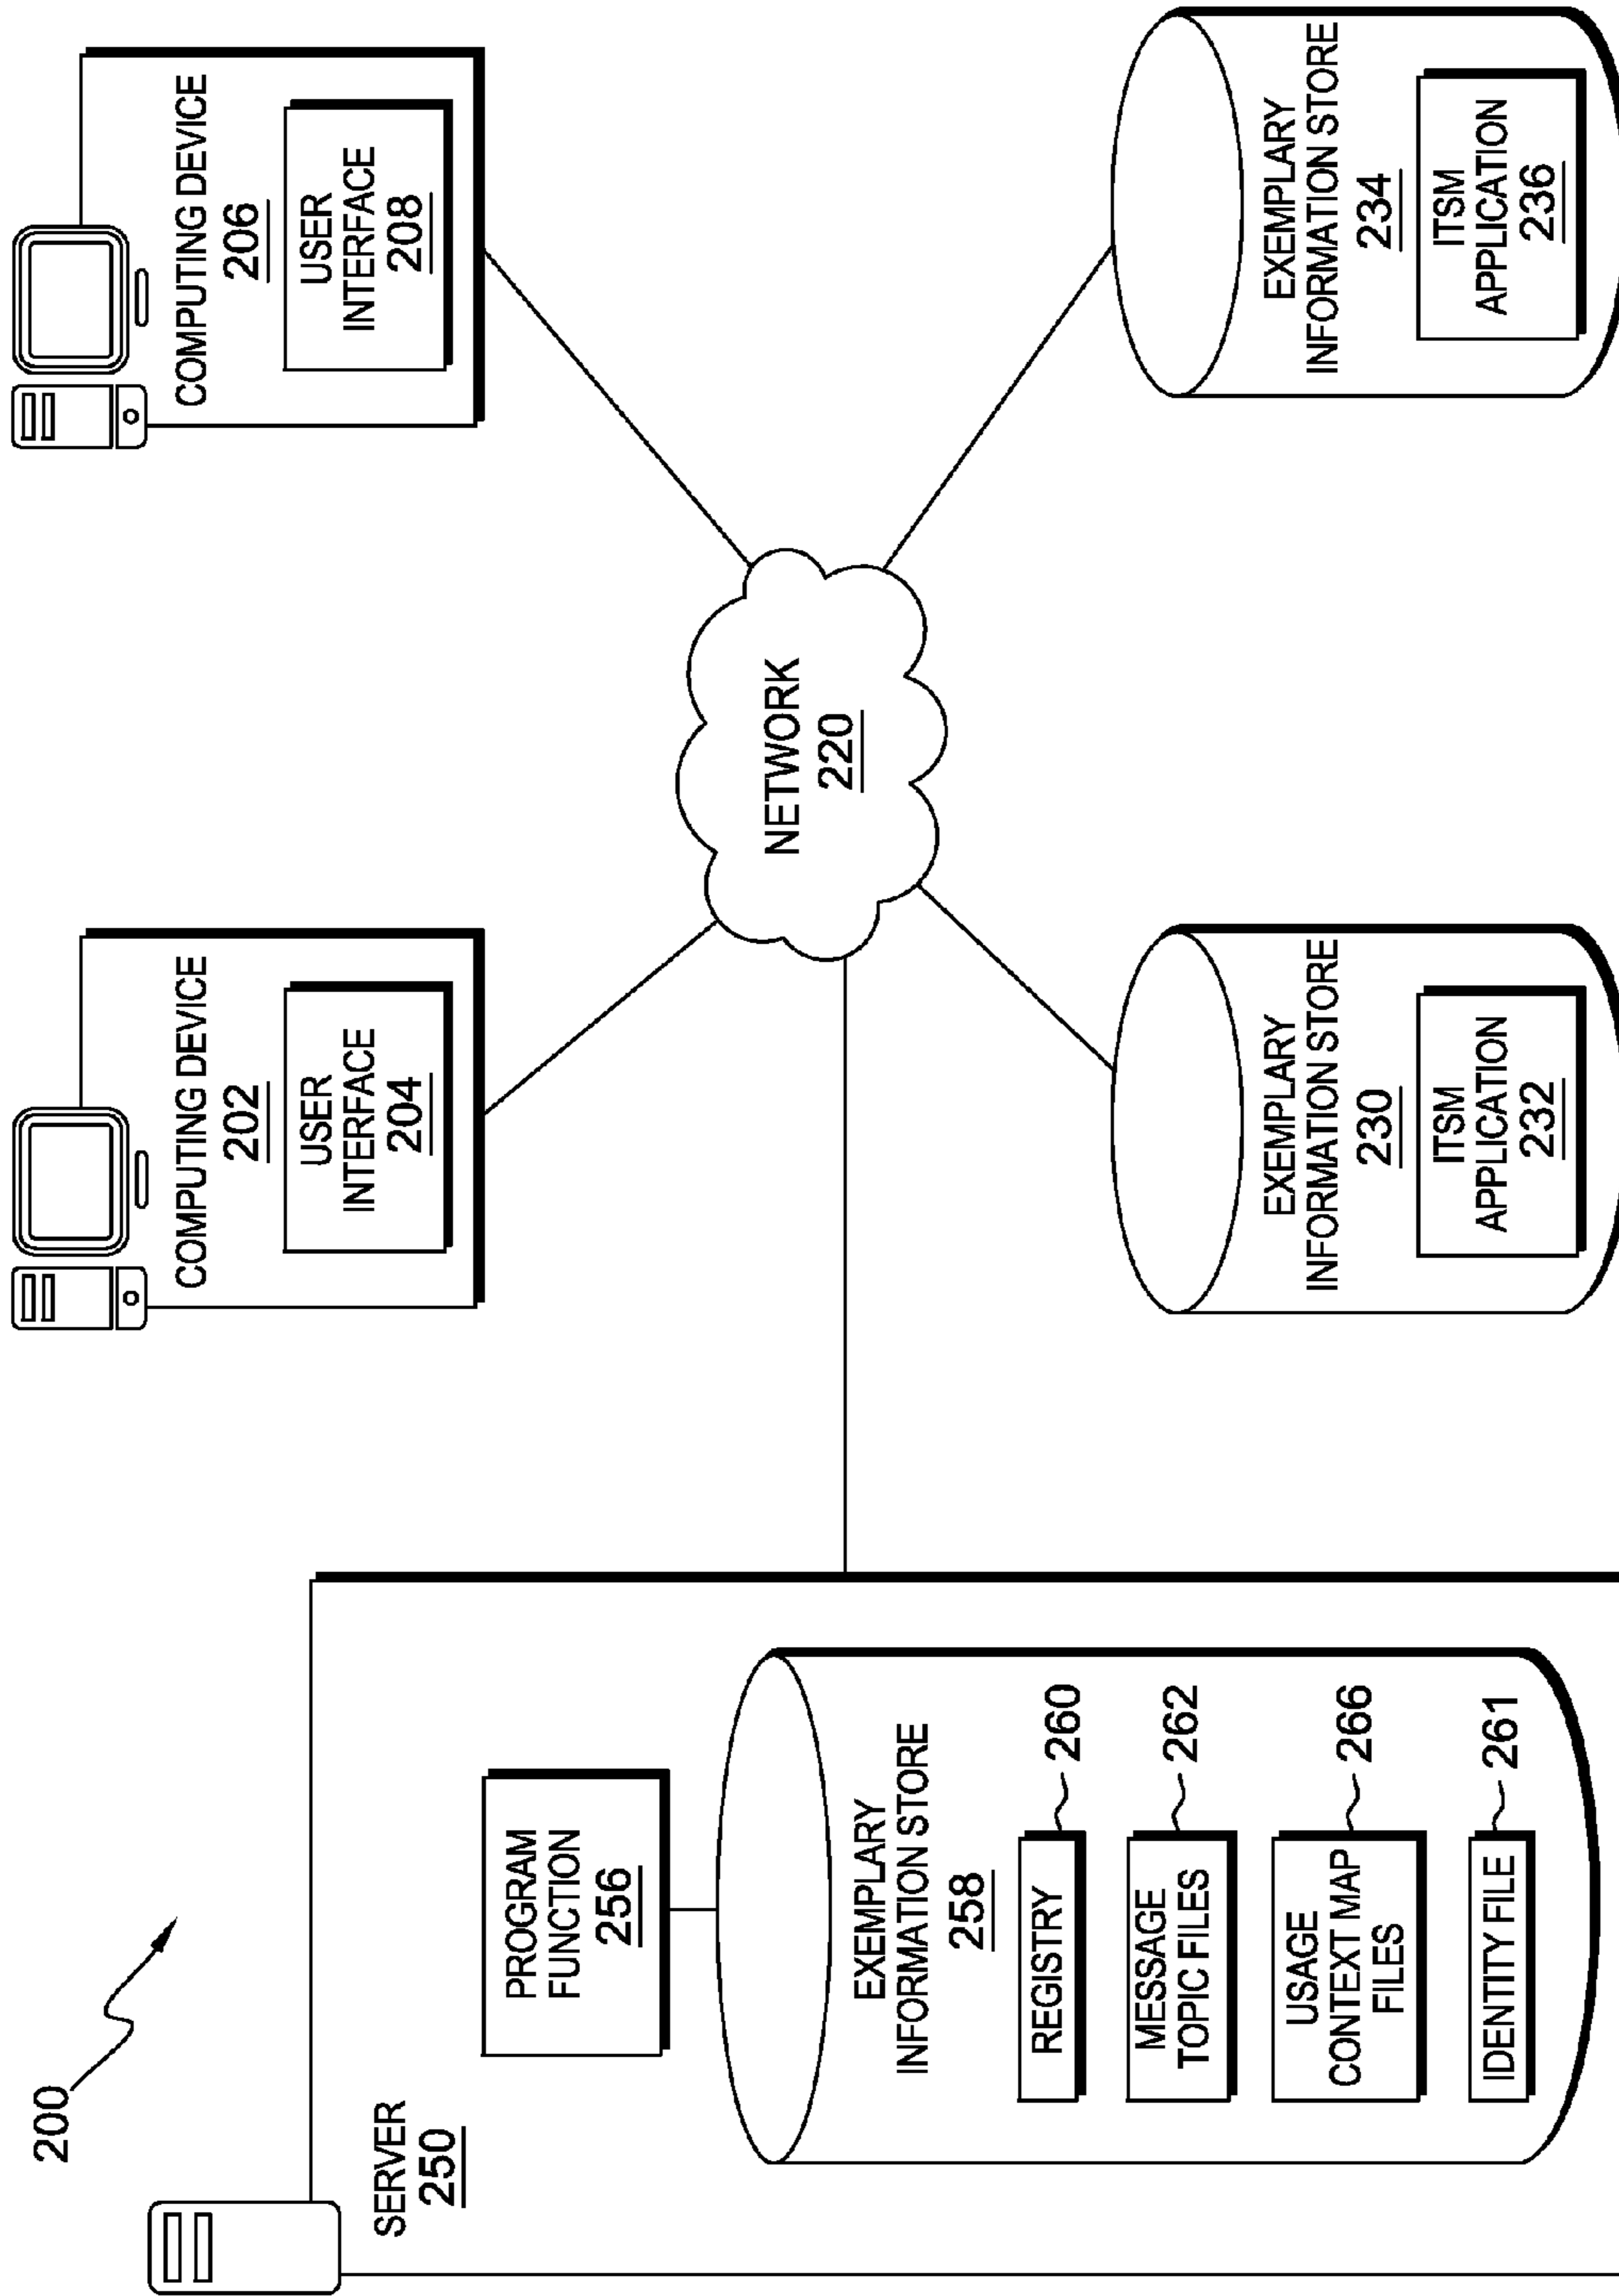 200
SERVER
250
PROGRAM
FUNCTION
256
EXEMPLARY
INFORMATION STORE
258
REGISTRY
260
MESSAGE
TOPIC FILES
262
USAGE
CONTEXT MAP
FILES
266
IDENTITY FILE
261
COMPUTING DEVICE
202
USER
INTERFACE
204
COMPUTING DEVICE
206
USER
INTERFACE
208
NETWORK
220
EXEMPLARY
INFORMATION STORE
230
ITSM
APPLICATION
232
EXEMPLARY
INFORMATION STORE
234
ITSM
APPLICATION
236